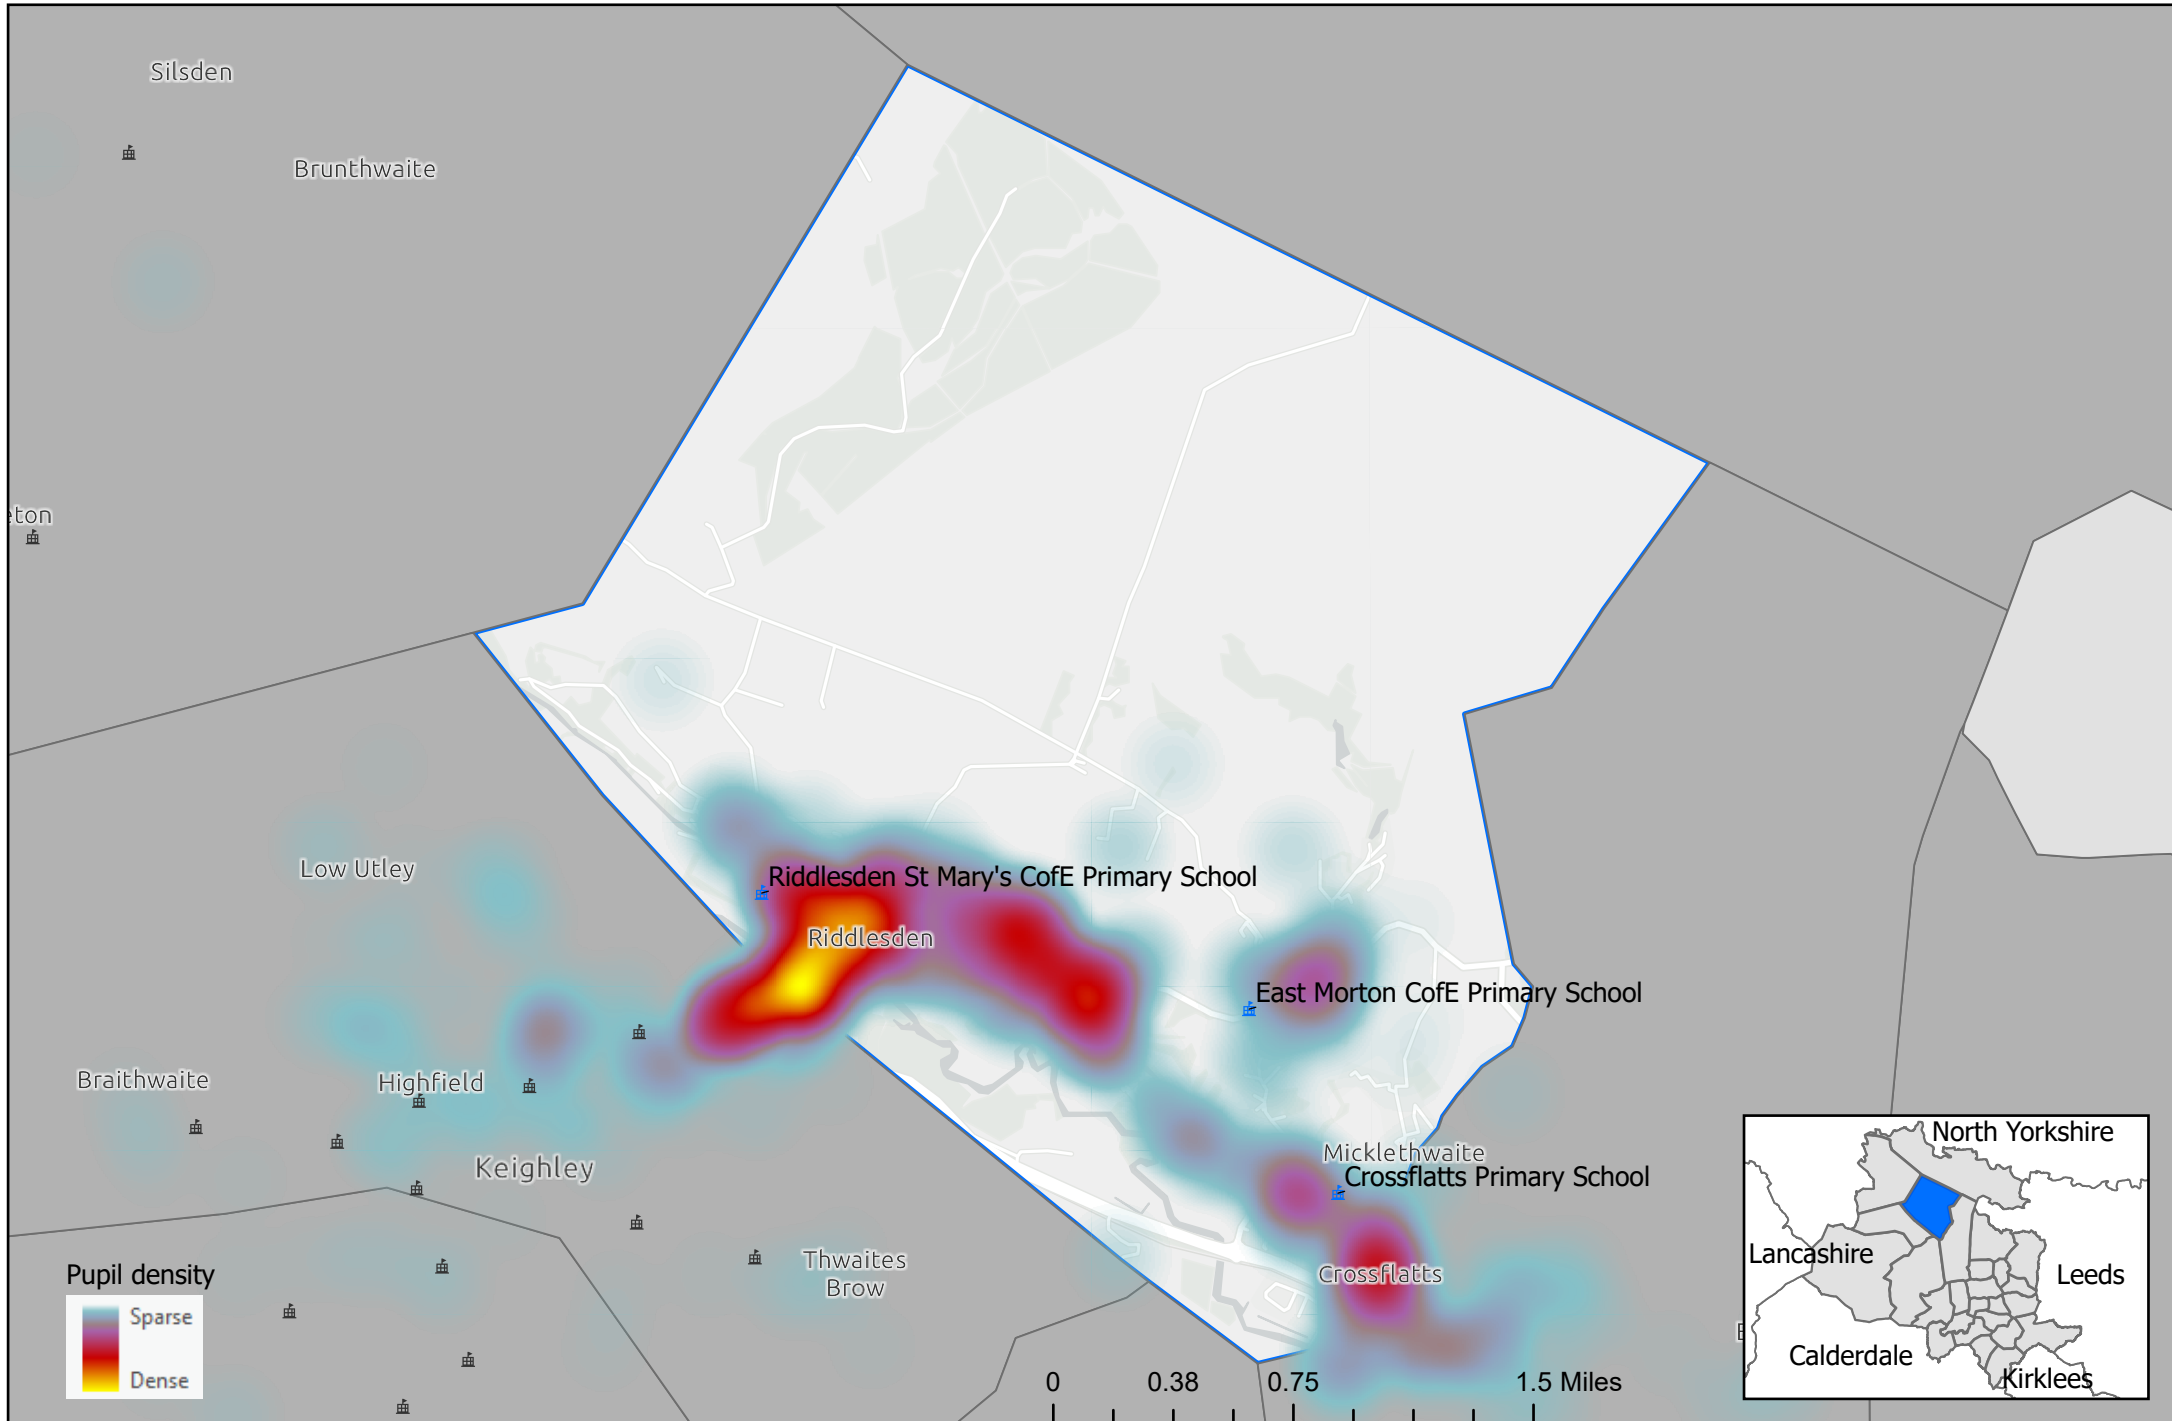 Silsden
Brunthwaite
eton
Low Utley
Riddlesden St Mary's CofE Primary School
Riddlesden
East Morton CofE Primary School
Braithwaite
Highfield
Keighley
Micklethwaite
Crossflatts Primary School
Thwaites
Brow
Crossflatts
Pupil density
Sparse
Dense
0
0.38
0.75
1.5 Miles
North Yorkshire
Lancashire
Leeds
Calderdale
Kirklees